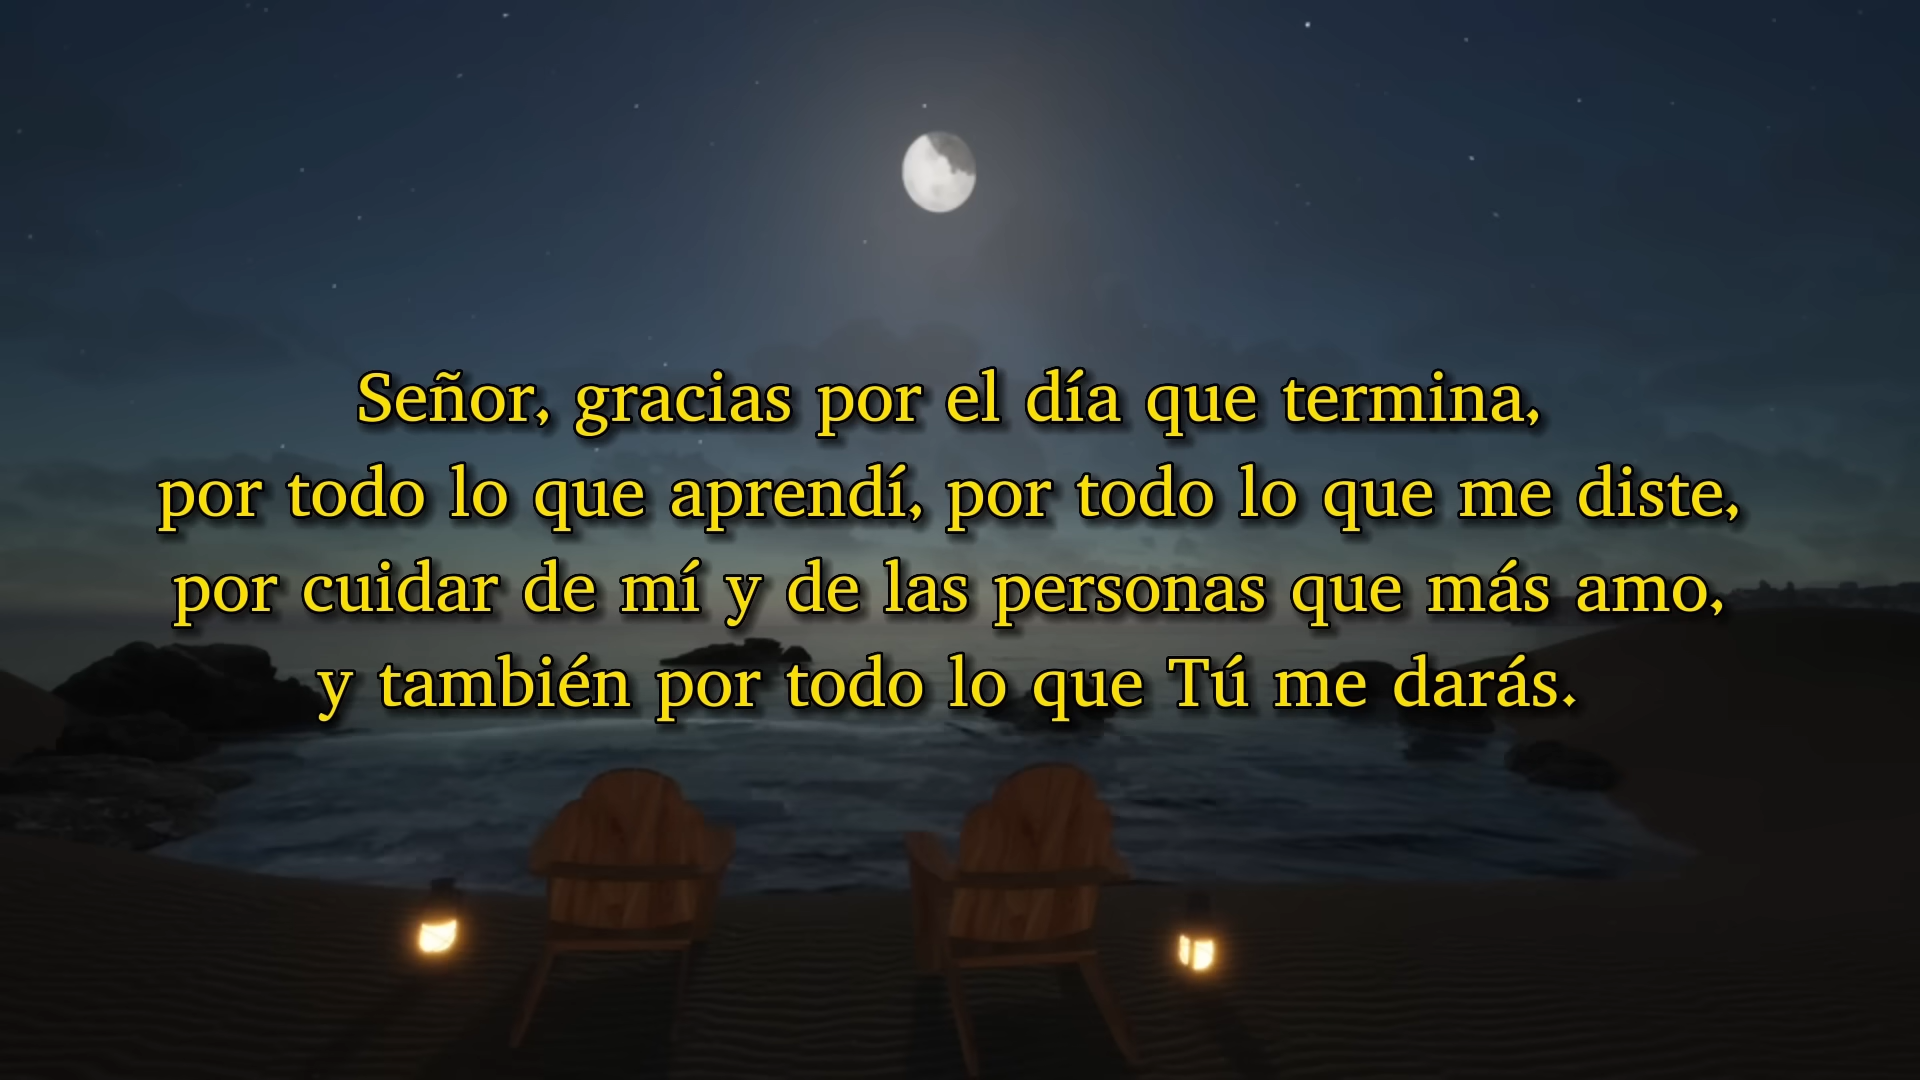 Señor, gracias por el día que termina,
por todo lo que aprendí, por todo lo que me diste,
por cuidar de mí y de las personas que más amo,
y también por todo lo que Tú me darás.